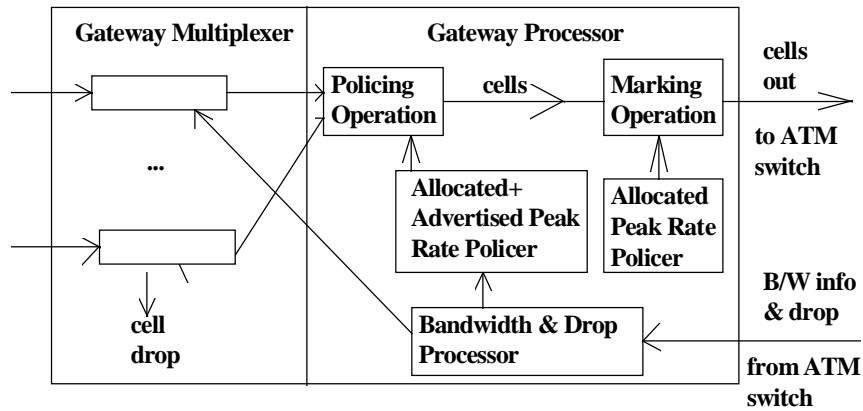 Gateway Multiplexer
Gateway Processor
cells
out
Policing
Operation
cells
Marking
Operation
to ATM
switch
...
Allocated+
Advertised Peak
Rate Policer
Allocated
Peak Rate
Policer
cell
drop
Bandwidth & Drop
Processor
B/W info
& drop
from ATM
switch